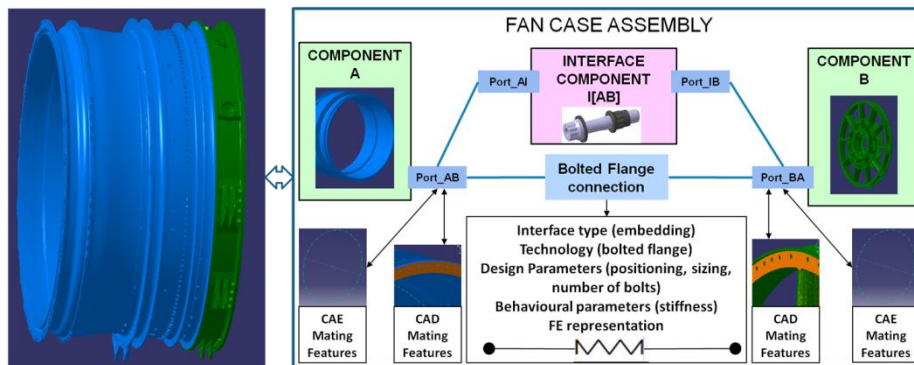 FAN CASE ASSEMBLY
COMPONENT
A
Port_AI
INTERFACE
COMPONENT
I[AB]
Port_IB
COMPONENT
B
Port_AB
Bolted Flange
connection
Port_BA
Interface type (embedding)
Technology (bolted flange)
Design Parameters (positioning, sizing,
number of bolts)
Behavioural parameters (stiffness)
FE representation
CAE
Mating
Features
CAD
Mating
Features
CAD
Mating
Features
CAE
Mating
Features